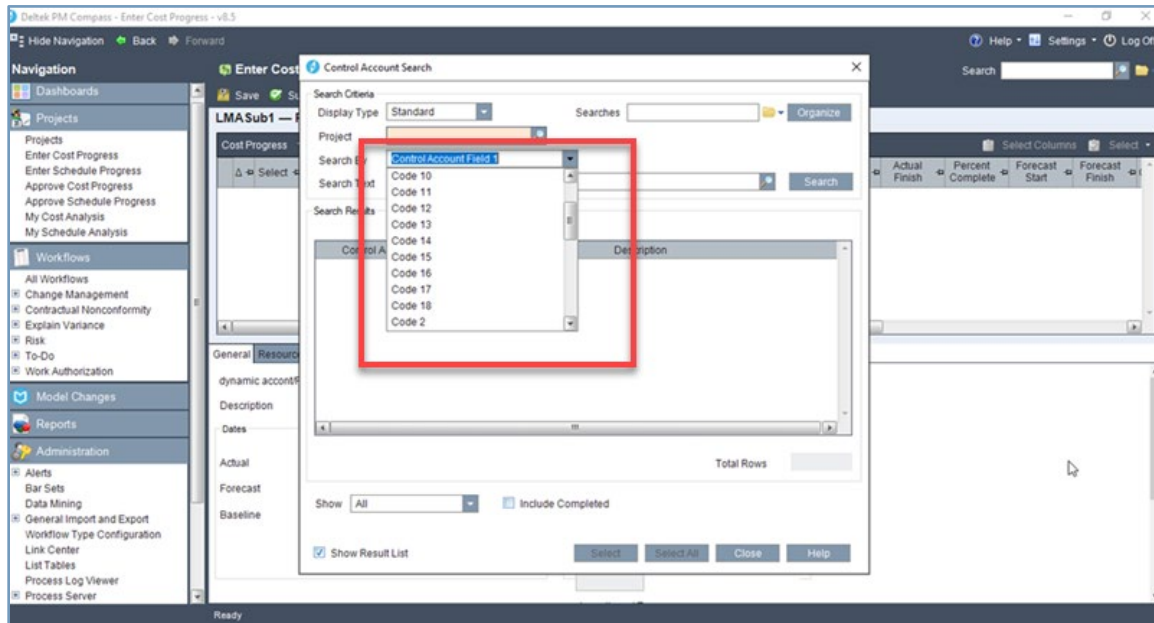 Deltek PM Compass - Enter Cost Progress - v8.5
Hide Navigation Back Forward Help Settings Log Off
Navigation
Dashboards
Projects
Projects
Enter Cost Progress
Enter Schedule Progress
Approve Cost Progress
Approve Schedule Progress
My Cost Analysis
My Schedule Analysis
Workflows
All Workflows
Change Management
Contractual Nonconformity
Explain Variance
Risk
To-Do
Work Authorization
Model Changes
Reports
Administration
Alerts
Bar Sets
Data Mining
General Import and Export
Workflow Type Configuration
Link Center
List Tables
Process Log Viewer
Process Server
Enter Cost
Search
Save
LMASub1 —
Cost Progress
Select Columns Select
Select
Actual Finish
Percent Complete
Forecast Start
Forecast Finish
General Resource
Description
Dates
Actual
Forecast
Baseline
Ready
Control Account Search
Search Criteria
Display Type Standard Searches Organize
Project
Search By Control Account Field 1
Search Text Search
Code 10
Code 11
Code 12
Code 13
Code 14
Code 15
Code 16
Code 17
Code 18
Code 2
Search Results
Control A Description
Total Rows
Show All Include Completed
Show Result List Select Select All Close Help